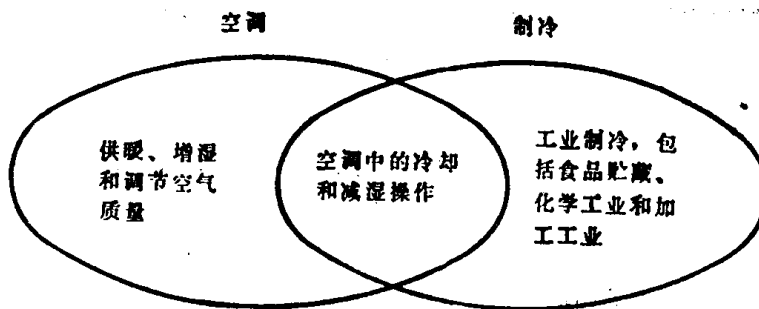 空调
制冷
供暖、增湿
和调节空气
质量
空调中的冷却
和减湿操作
工业制冷，包
括食品贮藏、
化学工业和加
工工业